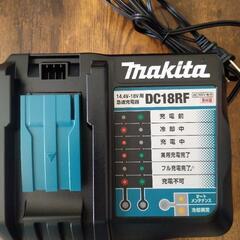 makita
14.4V-18V用
急速充電器 DC18RF
充電前
冷却中
充電中
実用充電完了
フル充電完了
充電不可
オート
メンテナンス
冷却異常